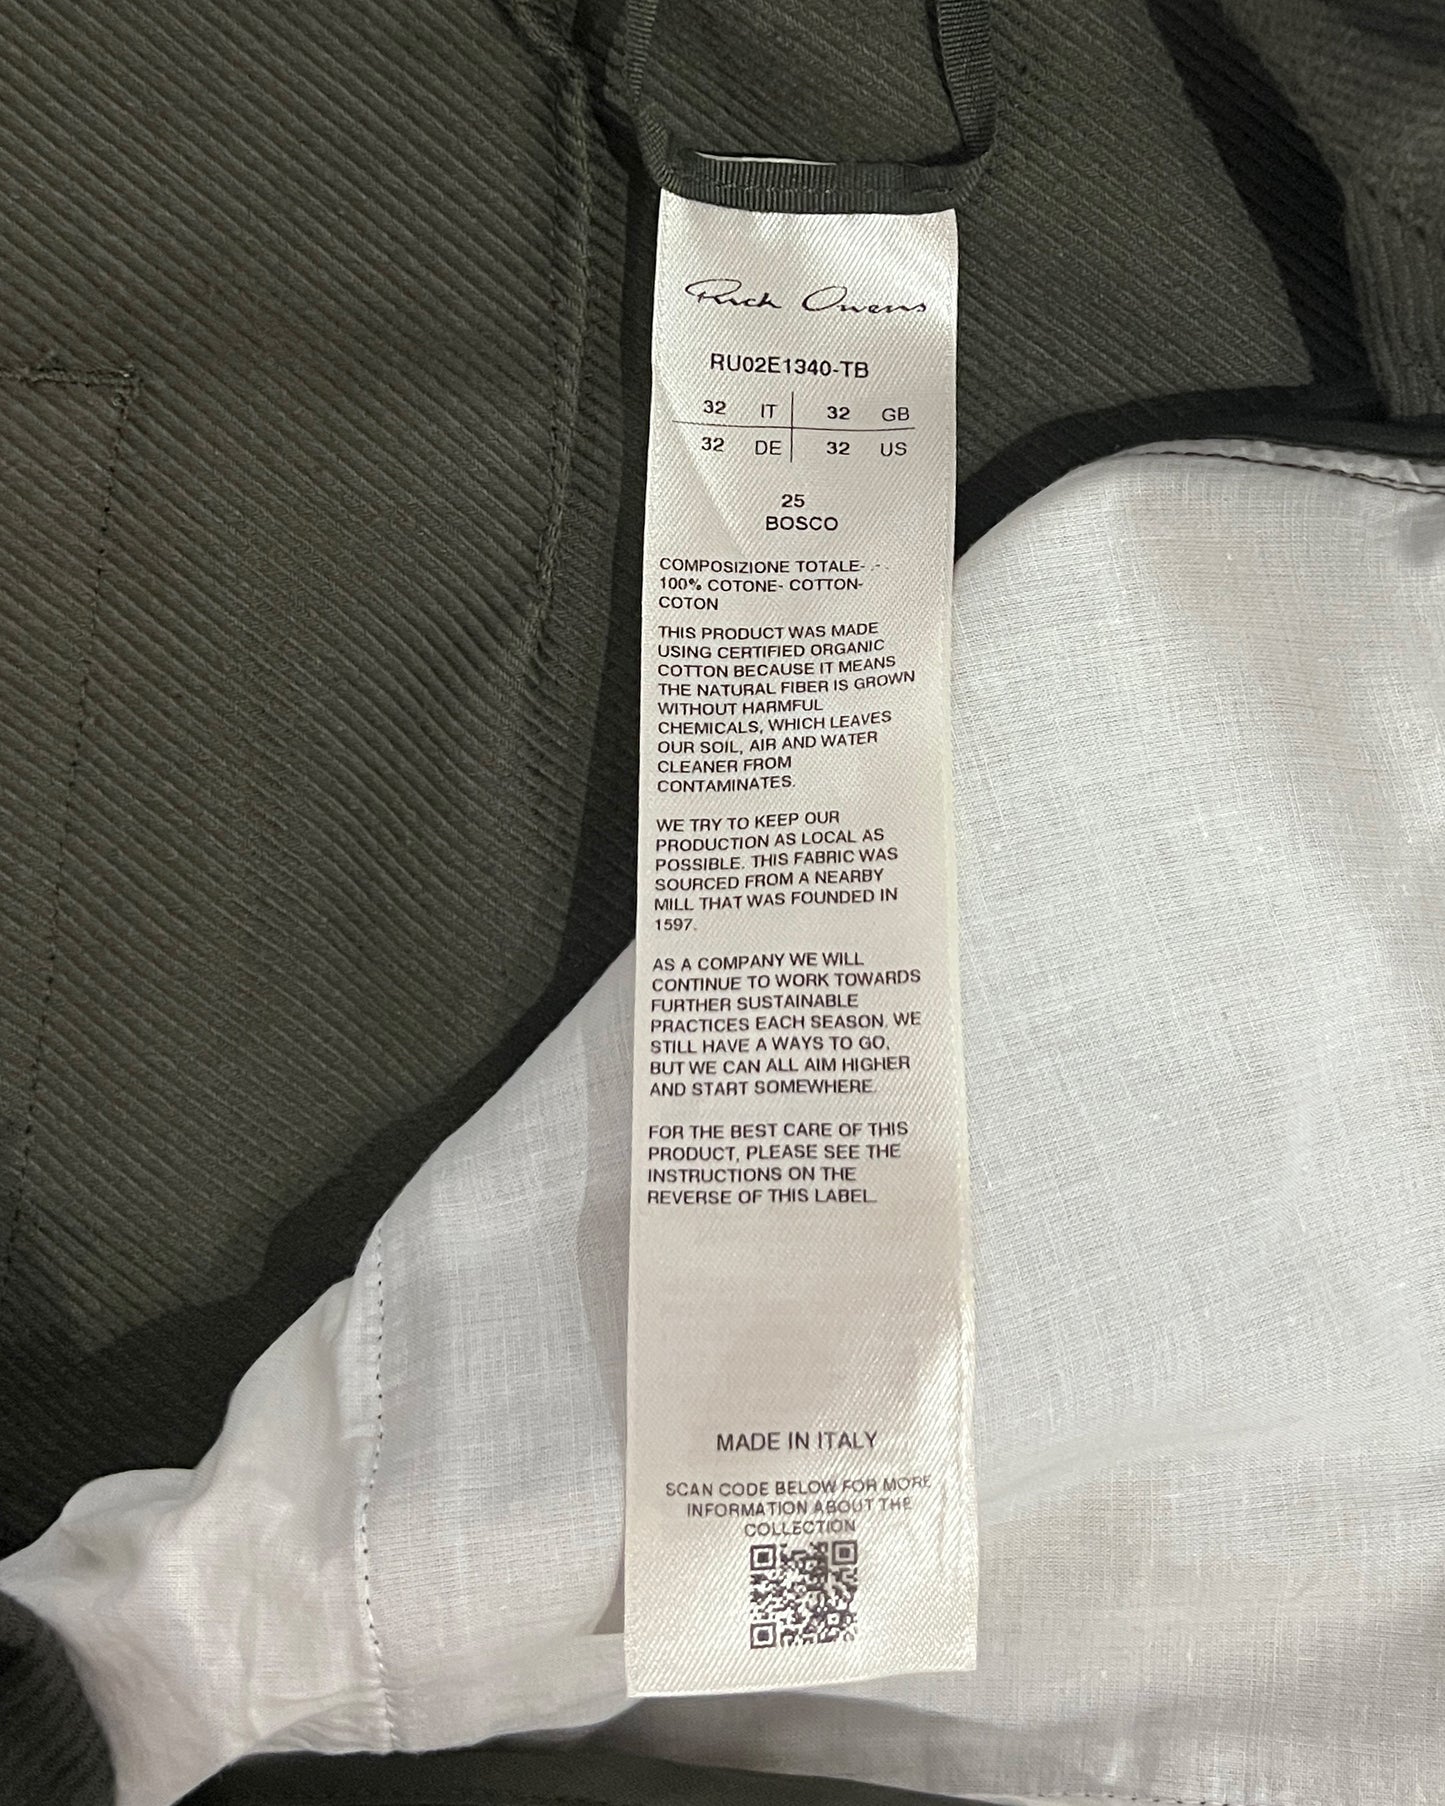 Rick Owens
RU02E1340-TB
32 IT 32 GB
32 DE 32 US
25
BOSCO
COMPOSIZIONE TOTALE- - -
100% COTONE- COTTON-
COTON
THIS PRODUCT WAS MADE
USING CERTIFIED ORGANIC
COTTON BECAUSE IT MEANS
THE NATURAL FIBER IS GROWN
WITHOUT HARMFUL
CHEMICALS, WHICH LEAVES
OUR SOIL, AIR AND WATER
CLEANER FROM
CONTAMINATES.
WE TRY TO KEEP OUR
PRODUCTION AS LOCAL AS
POSSIBLE. THIS FABRIC WAS
SOURCED FROM A NEARBY
MILL THAT WAS FOUNDED IN
1597.
AS A COMPANY WE WILL
CONTINUE TO WORK TOWARDS
FURTHER SUSTAINABLE
PRACTICES EACH SEASON. WE
STILL HAVE A WAYS TO GO,
BUT WE CAN ALL AIM HIGHER
AND START SOMEWHERE.
FOR THE BEST CARE OF THIS
PRODUCT, PLEASE SEE THE
INSTRUCTIONS ON THE
REVERSE OF THIS LABEL.
MADE IN ITALY
SCAN CODE BELOW FOR MORE
INFORMATION ABOUT THE
COLLECTION